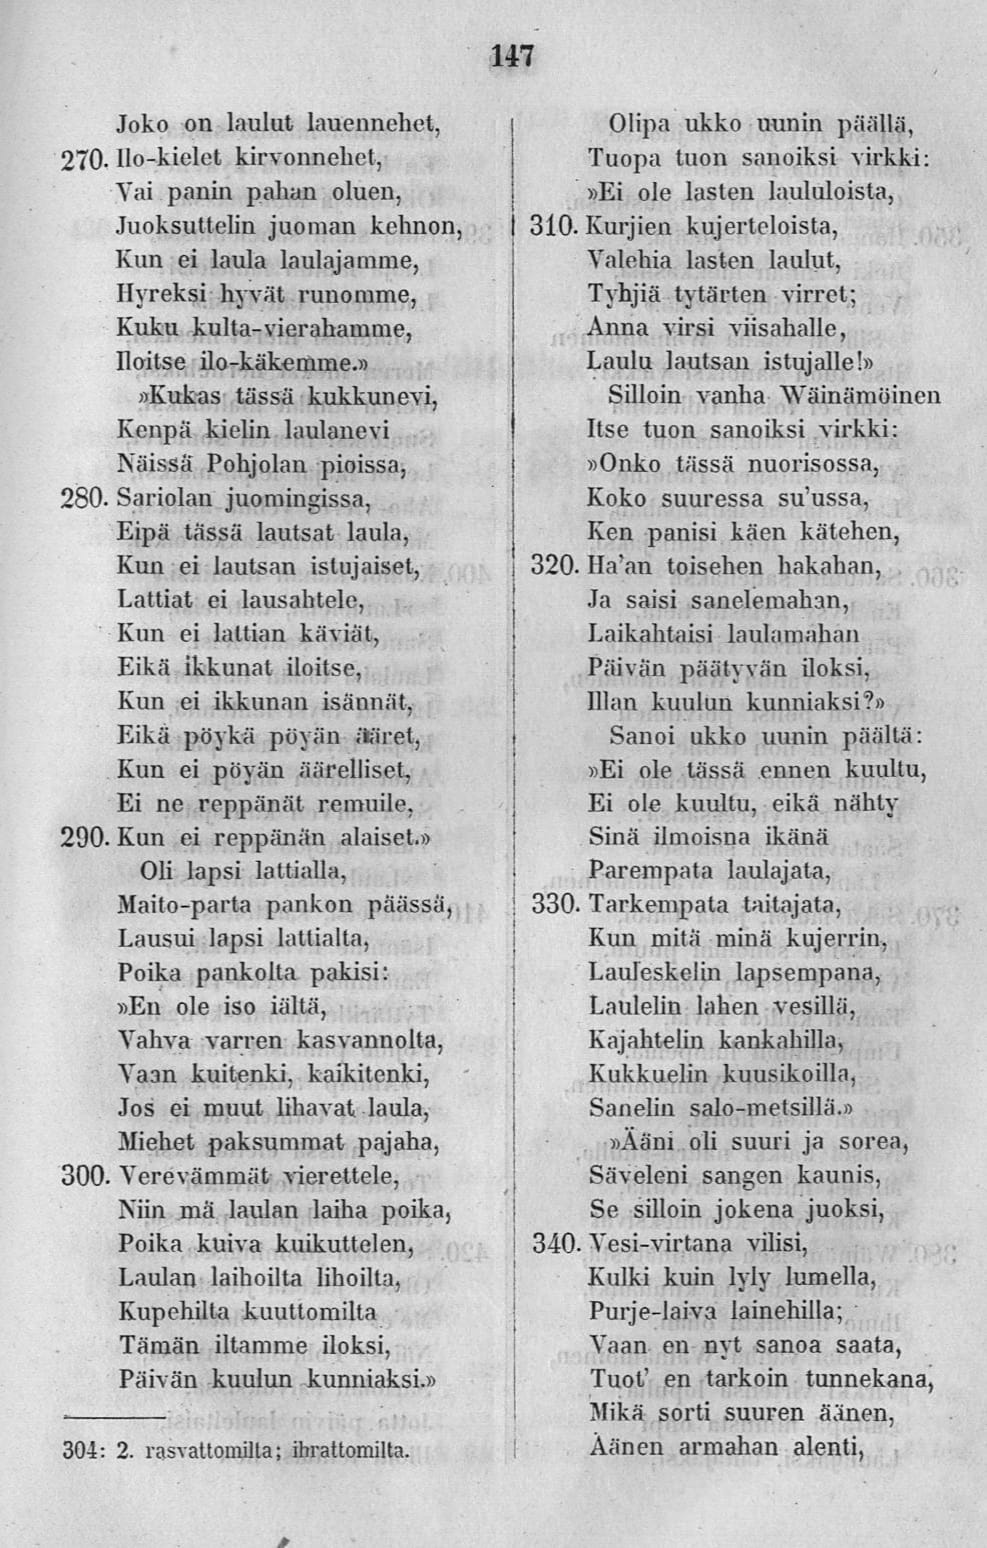 147
Joko on laulut lauennehet,
270. Ilo-kielet kirvonnehet,
Vai panin pahan oluen,
Juoksuttelin juoman kehnon,
Kun ei laula laulajamme,
Hyreksi hyvät runomme,
Kuku kulta-vierahamme,
Iloitse ilo-käkemme.»
»Kukas tässä kukkunevi,
Kenpä kielin laulanevi
Näissä Pohjolan pioissa,
280. Sariolan juomingissa,
Eipä tässä lautsat laula,
Kun ei lautsan istujaiset,
Lattiat ei lausahtele,
Kun ei lattian käviät,
Eikä ikkunat iloitse,
Kun ei ikkunan isännät,
Eikä pöykä pöyän ääret,
Kun ei pöyän äärelliset,
Ei ne reppänät remuile,
290. Kun ei reppänän alaiset.»
Oli lapsi lattialla,
Maito-parta pankon päässä,
Lausui lapsi lattialta,
Poika pankolta pakisi:
»En ole iso iältä,
Vahva varren kasvannolta,
Vaan kuitenki, kaikitenki,
Jos ei muut lihavat laula,
Miehet paksummat pajaha,
300. Verevämmät vierettele,
Niin mä laulan laiha poika,
Poika kuiva kuikuttelen,
Laulan laihoilta lihoilta,
Kupehilta kuuttomilta
Tämän iltamme iloksi,
Päivän kuulun kunniaksi.»
304: 2. rasvattomilta; ihrattomilta.
Olipa ukko uunin päällä,
Tuopa tuon sanoiksi virkki:
»Ei ole lasten laululoista,
310. Kurjien kujerteloista,
Valehia lasten laulut,
Tyhjiä tytärten virret;
Anna virsi viisahalle,
Laulu lautsan istujalle!»
Silloin vanha Wäinämöinen
Itse tuon sanoiksi virkki:
»Onko tässä nuorisossa,
Koko suuressa su'ussa,
Ken panisi käen kätehen,
320. Ha'an toisehen hakahan,
Ja saisi sanelemahan,
Laikahtaisi laulamahan
Päivän päätyvän iloksi,
Illan kuulun kunniaksi?»
Sanoi ukko uunin päältä:
»Ei ole tässä ennen kuultu,
Ei ole kuultu, eikä nähty
Sinä ilmoisna ikänä
Parempata laulajata,
330. Tarkempata taitajata,
Kun mitä minä kujerrin,
Lauleskelin lapsempana,
Laulelin lahen vesillä,
Kajahtelin kankahilla,
Kukkuelin kuusikoilla,
Sanelin salo-metsillä.»
»Ääni oli suuri ja sorea,
Säveleni sangen kaunis,
Se silloin jokena juoksi,
340. Vesi-virtana vilisi,
Kulki kuin lyly lumella,
Purje-laiva lainehilla;
Vaan en nyt sanoa saata,
Tuot' en tarkoin tunnekana,
Mikä sorti suuren äänen,
Äänen armahan alenti,